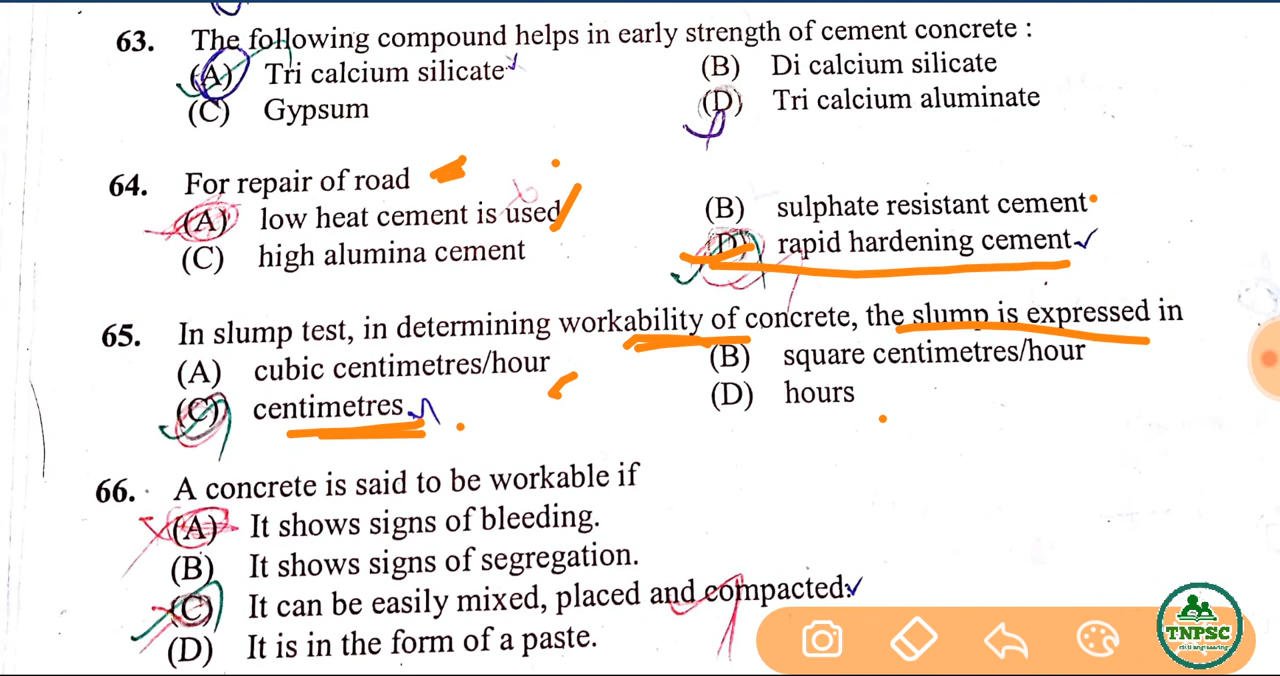 63. The following compound helps in early strength of cement concrete :
(A) Tri calcium silicate (B) Di calcium silicate
(C) Gypsum (D) Tri calcium aluminate
64. For repair of road
(A) low heat cement is used (B) sulphate resistant cement
(C) high alumina cement (D) rapid hardening cement
65. In slump test, in determining workability of concrete, the slump is expressed in
(A) cubic centimetres/hour (B) square centimetres/hour
(C) centimetres (D) hours
66. A concrete is said to be workable if
(A) It shows signs of bleeding.
(B) It shows signs of segregation.
(C) It can be easily mixed, placed and compacted.
(D) It is in the form of a paste.
TNPSC